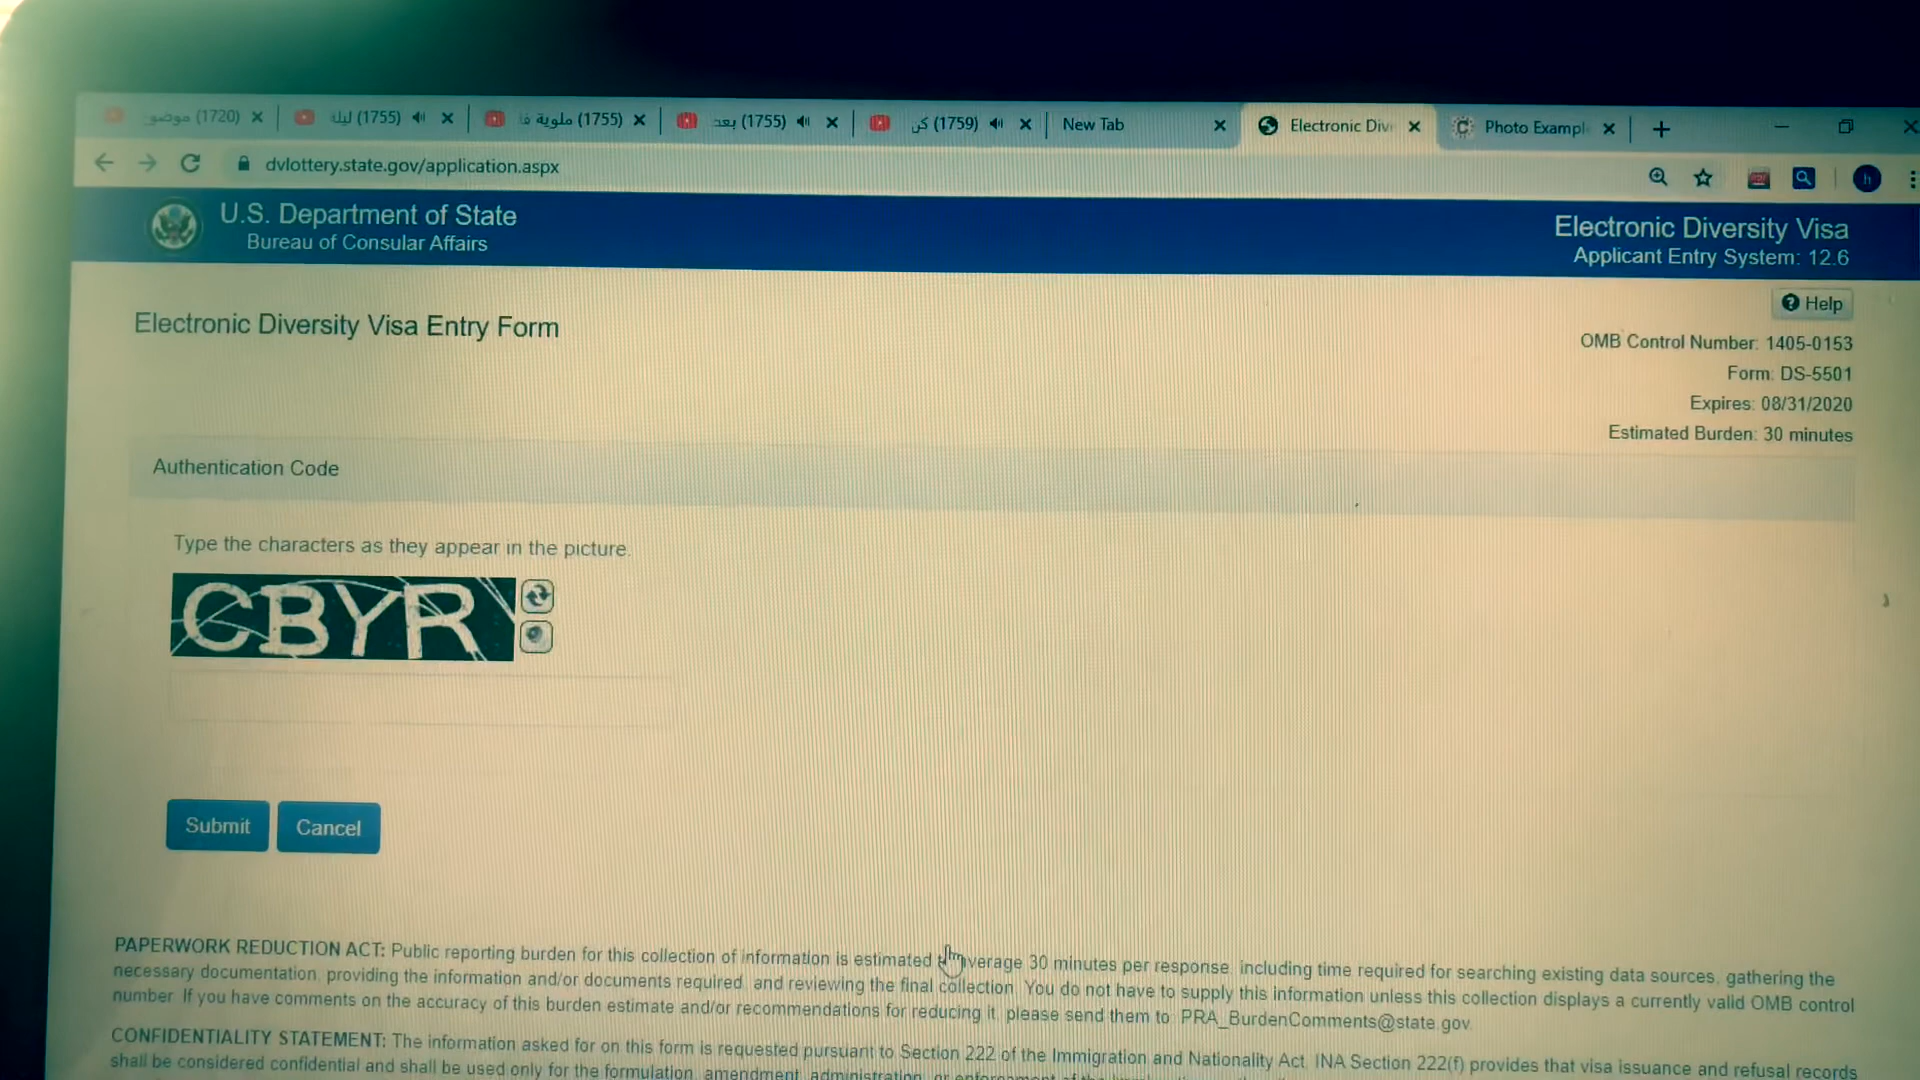 موضو (1720)
ليلة (1755)
ملوية فا (1755)
بعد (1755)
كن (1759)
New Tab
Electronic Div
Photo Exampl
dvlottery.state.gov/application.aspx
h
U.S. Department of State
Bureau of Consular Affairs
Electronic Diversity Visa
Applicant Entry System: 12.6
Help
Electronic Diversity Visa Entry Form
OMB Control Number: 1405-0153
Form: DS-5501
Expires: 08/31/2020
Estimated Burden: 30 minutes
Authentication Code
Type the characters as they appear in the picture.
CBYR
Submit
Cancel
PAPERWORK REDUCTION ACT: Public reporting burden for this collection of information is estimated verage 30 minutes per response, including time required for searching existing data sources, gathering the
necessary documentation, providing the information and/or documents required, and reviewing the final collection. You do not have to supply this information unless this collection displays a currently valid OMB control
number. If you have comments on the accuracy of this burden estimate and/or recommendations for reducing it, please send them to: PRA_BurdenComments@state.gov
CONFIDENTIALITY STATEMENT: The information asked for on this form is requested pursuant to Section 222 of the Immigration and Nationality Act. INA Section 222(f) provides that visa issuance and refusal records
shall be considered confidential and shall be used only for the formulation, amendment, administration, or enforcement of the